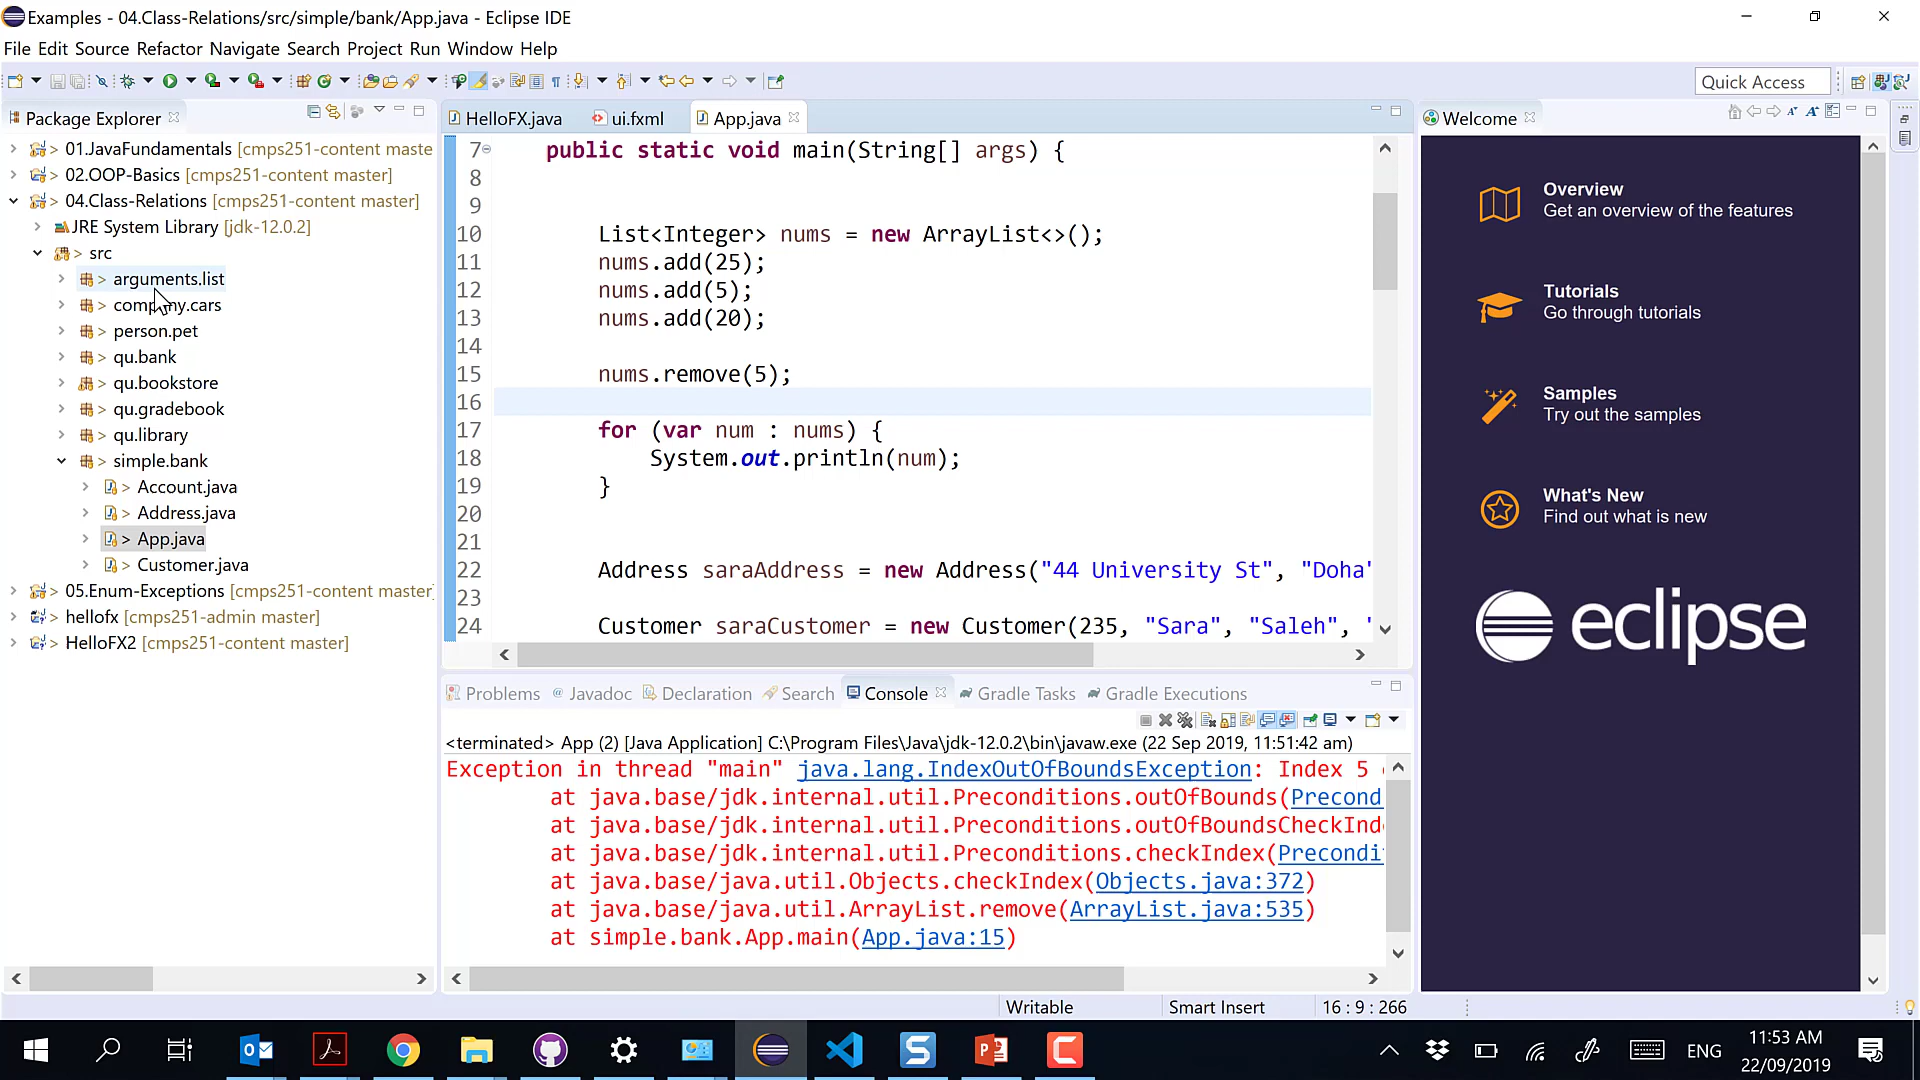 Examples - 04.Class-Relations/src/simple/bank/App.java - Eclipse IDE
File Edit Source Refactor Navigate Search Project Run Window Help
Quick Access
Package Explorer
01.JavaFundamentals [cmps251-content maste
02.OOP-Basics [cmps251-content master]
04.Class-Relations [cmps251-content master]
JRE System Library [jdk-12.0.2]
src
arguments.list
company.cars
person.pet
qu.bank
qu.bookstore
qu.gradebook
qu.library
simple.bank
Account.java
Address.java
App.java
Customer.java
05.Enum-Exceptions [cmps251-content master
hellofx [cmps251-admin master]
HelloFX2 [cmps251-content master]
HelloFX.java ui.fxml App.java
7 public static void main(String[] args) {
8
9
10 List<Integer> nums = new ArrayList<>();
11 nums.add(25);
12 nums.add(5);
13 nums.add(20);
14
15 nums.remove(5);
16
17 for (var num : nums) {
18 System.out.println(num);
19 }
20
21
22 Address saraAddress = new Address("44 University St", "Doha"
23
24 Customer saraCustomer = new Customer(235, "Sara", "Saleh", "
Problems Javadoc Declaration Search Console Gradle Tasks Gradle Executions
<terminated> App (2) [Java Application] C:\Program Files\Java\jdk-12.0.2\bin\javaw.exe (22 Sep 2019, 11:51:42 am)
Exception in thread "main" java.lang.IndexOutOfBoundsException: Index 5
at java.base/jdk.internal.util.Preconditions.outOfBounds(Precond
at java.base/jdk.internal.util.Preconditions.outOfBoundsCheckInd
at java.base/jdk.internal.util.Preconditions.checkIndex(Precondi
at java.base/java.util.Objects.checkIndex(Objects.java:372)
at java.base/java.util.ArrayList.remove(ArrayList.java:535)
at simple.bank.App.main(App.java:15)
Welcome
Overview
Get an overview of the features
Tutorials
Go through tutorials
Samples
Try out the samples
What's New
Find out what is new
eclipse
Writable Smart Insert 16 : 9 : 266
ENG
11:53 AM
22/09/2019